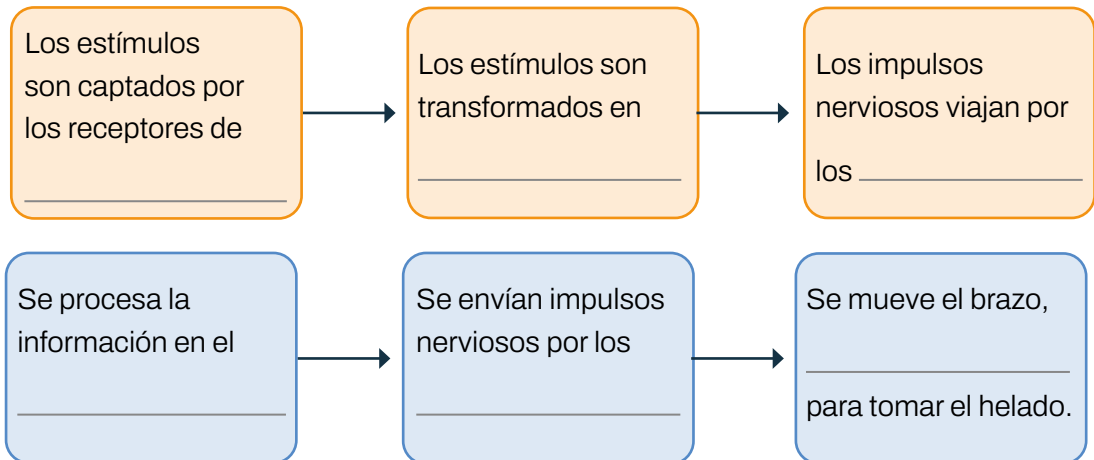 Los estímulos
son captados por
los receptores de
Los estímulos son
transformados en
Los impulsos
nerviosos viajan por
los
Se procesa la
información en el
Se envían impulsos
nerviosos por los
Se mueve el brazo,
para tomar el helado.